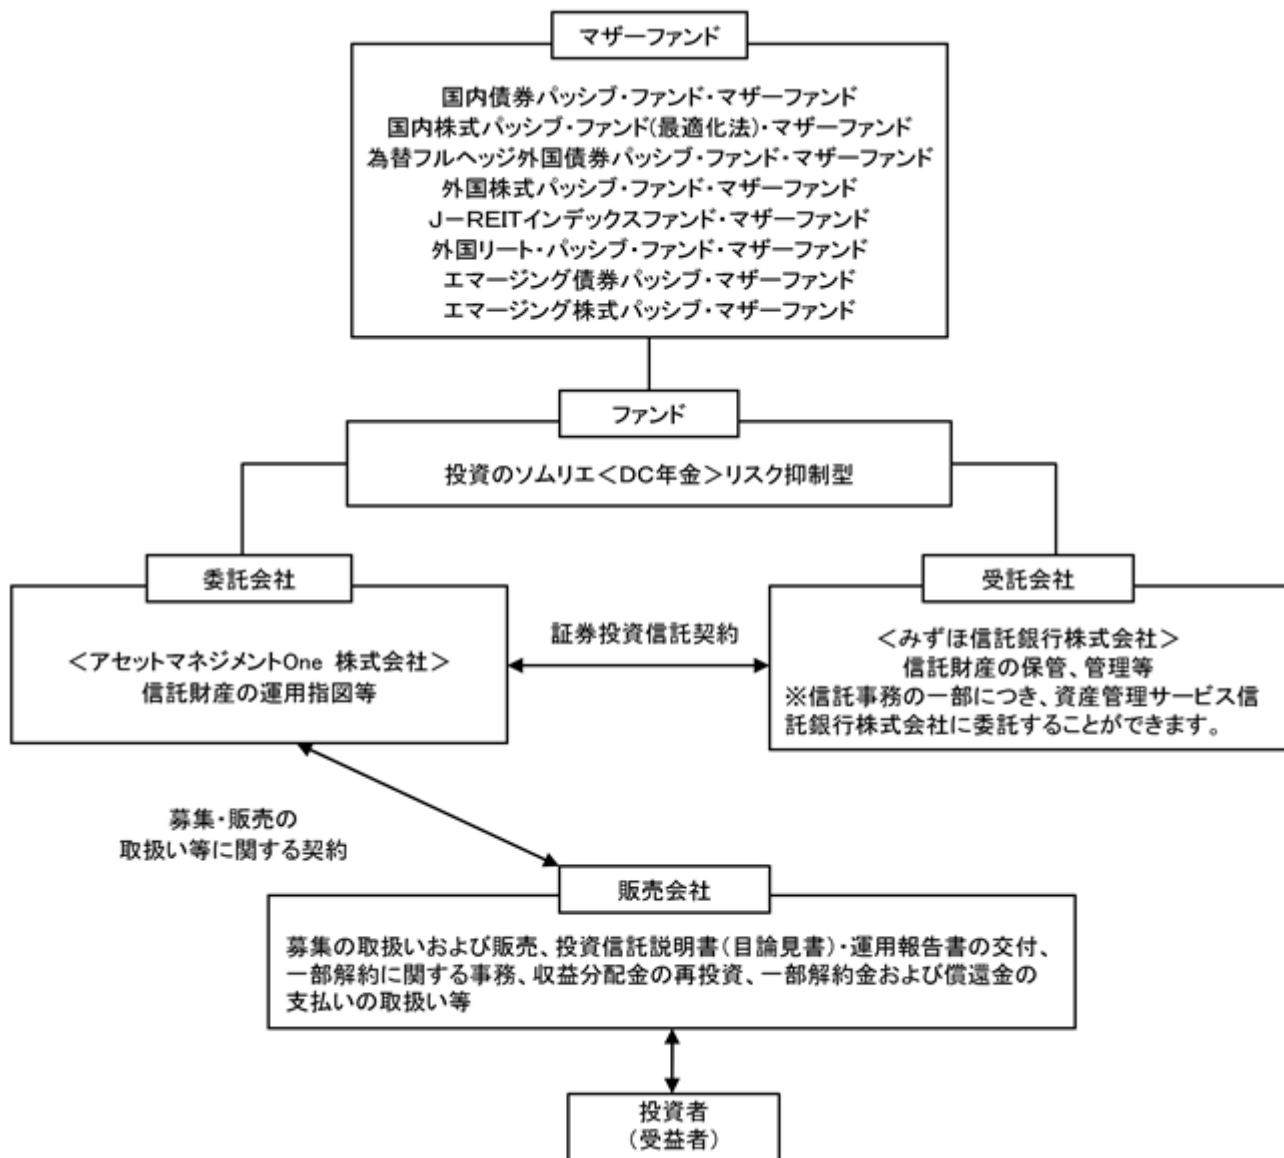 マザーファンド
国内債券パッシブ・ファンド・マザーファンド
国内株式パッシブ・ファンド(最適化法)・マザーファンド
為替フルヘッジ外国債券パッシブ・ファンド・マザーファンド
外国株式パッシブ・ファンド・マザーファンド
J－REITインデックスファンド・マザーファンド
外国リート・パッシブ・ファンド・マザーファンド
エマージング債券パッシブ・マザーファンド
エマージング株式パッシブ・マザーファンド
ファンド
投資のソムリエ＜DC年金＞リスク抑制型
委託会社
＜アセットマネジメントOne 株式会社＞
信託財産の運用指図等
証券投資信託契約
受託会社
＜みずほ信託銀行株式会社＞
信託財産の保管、管理等
※信託事務の一部につき、資産管理サービス信
託銀行株式会社に委託することができます。
募集・販売の
取扱い等に関する契約
販売会社
募集の取扱いおよび販売、投資信託説明書（目論見書）・運用報告書の交付、
一部解約に関する事務、収益分配金の再投資、一部解約金および償還金の
支払いの取扱い等
投資者
（受益者）